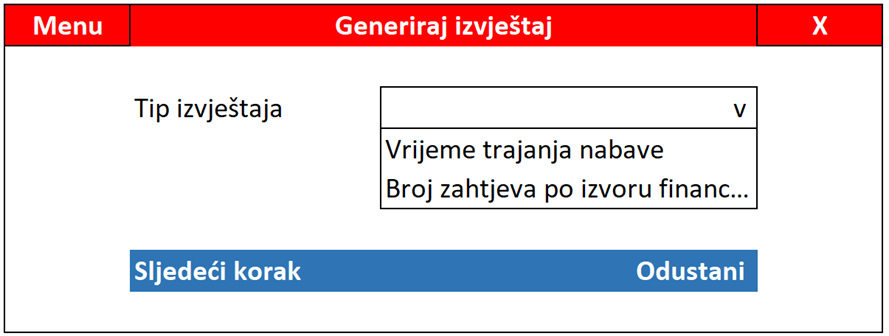 Menu Generiraj izvještaj X
Tip izvještaja v
Vrijeme trajanja nabave
Broj zahtjeva po izvoru financ...
Sljedeći korak Odustani